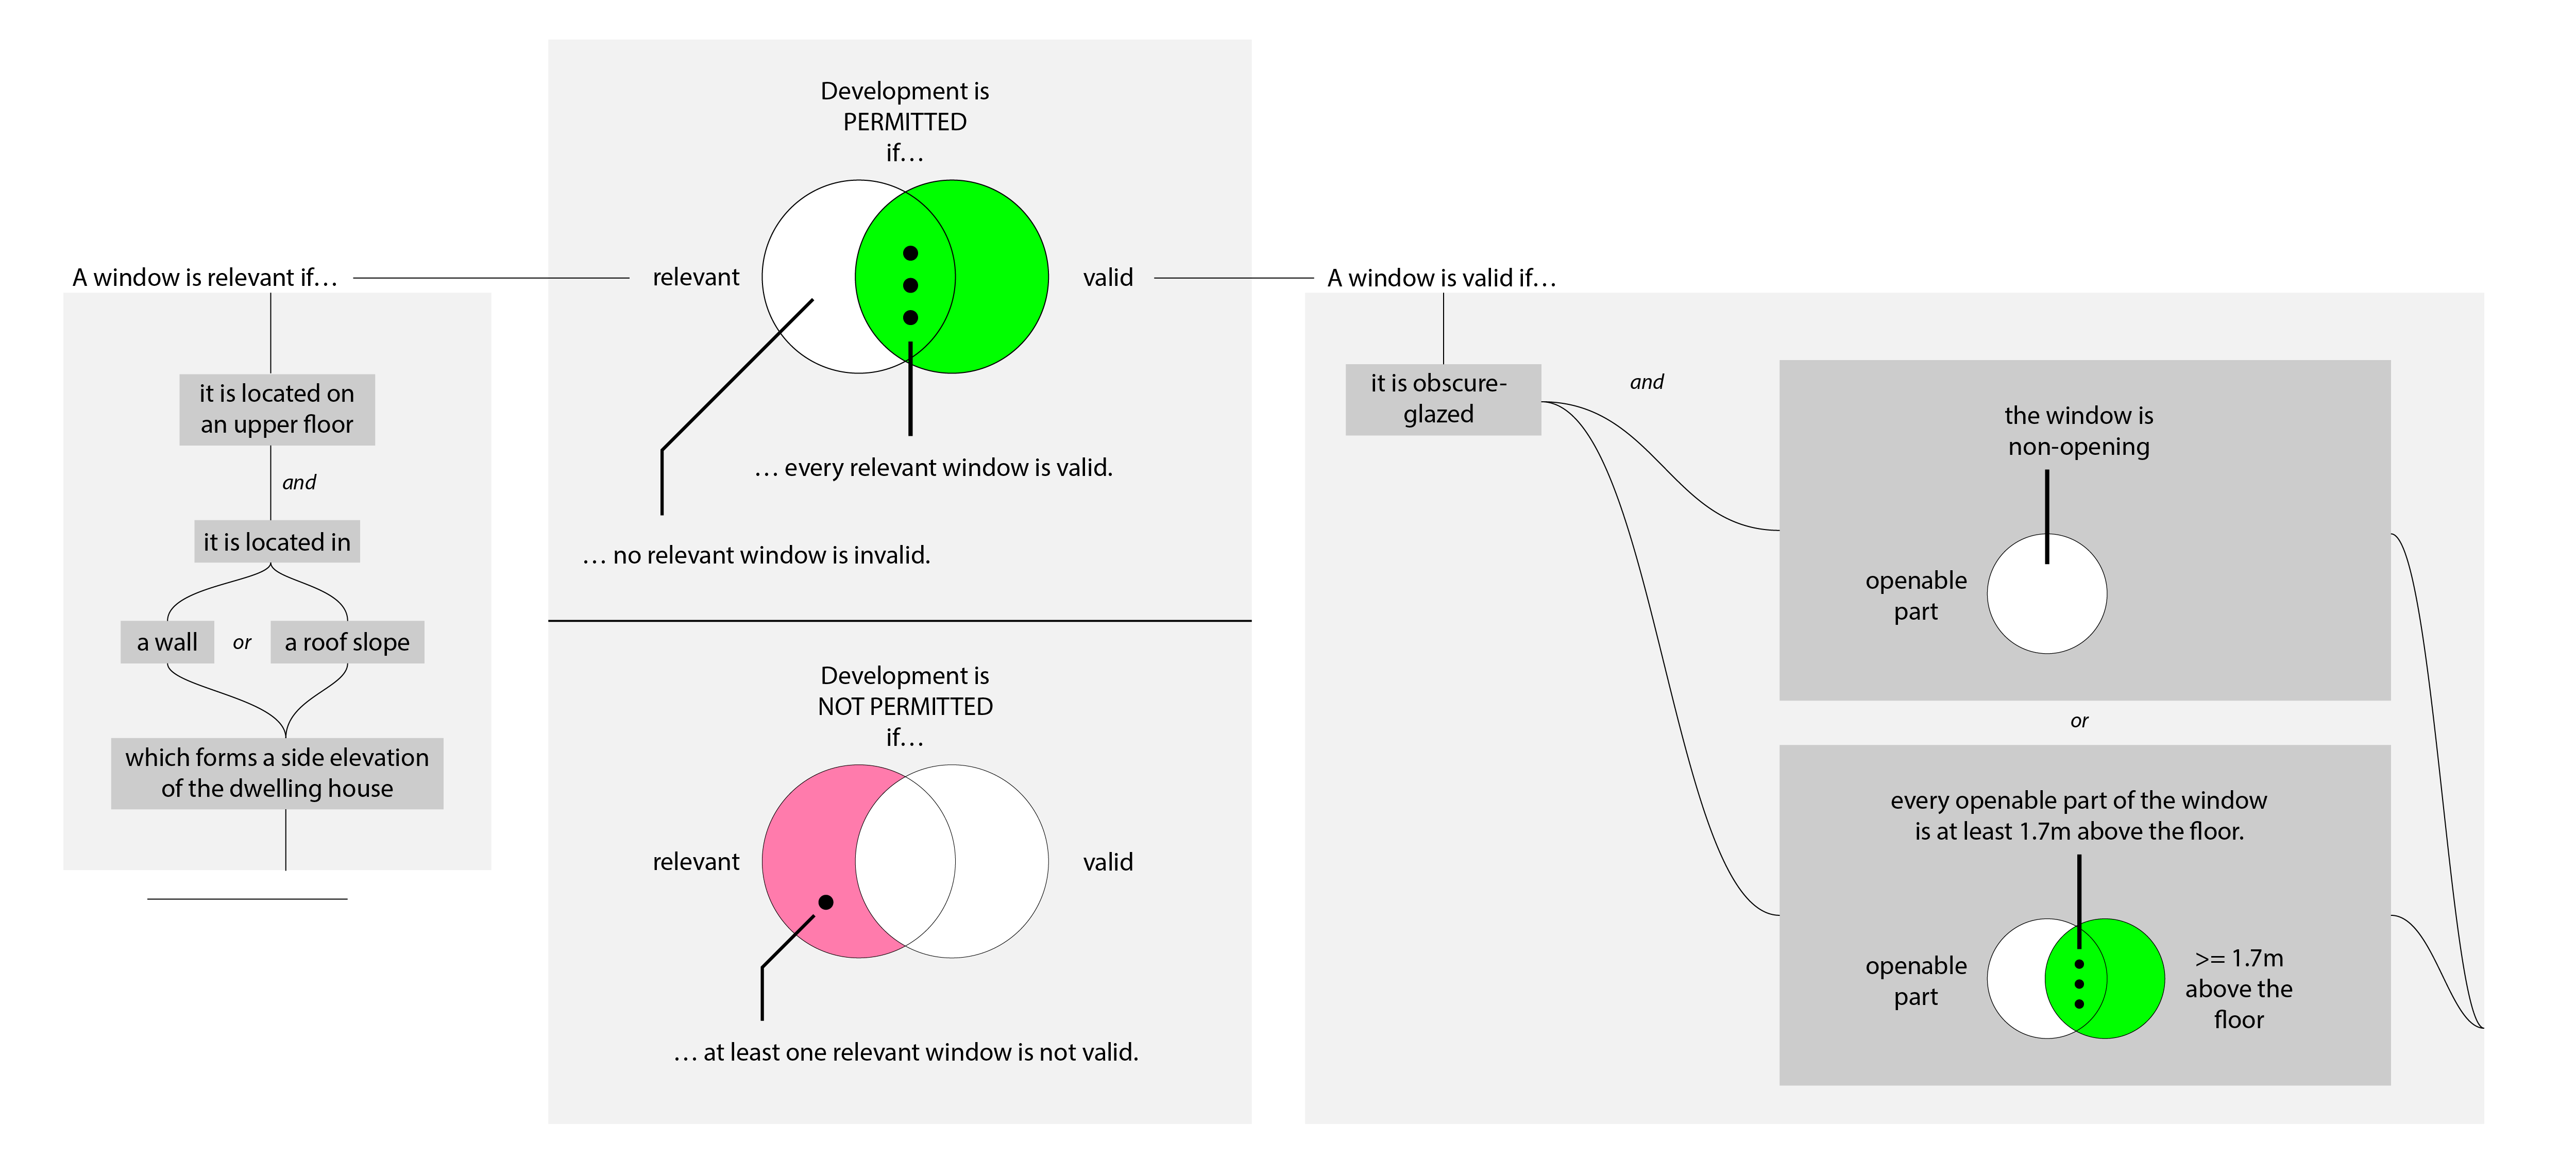 A window is relevant if…
it is located on
an upper floor
and
it is located in
a wall
or
a roof slope
which forms a side elevation
of the dwelling house
Development is
PERMITTED
if…
relevant
valid
… every relevant window is valid.
… no relevant window is invalid.
Development is
NOT PERMITTED
if…
relevant
valid
… at least one relevant window is not valid.
A window is valid if…
it is obscure-
glazed
and
the window is
non-opening
openable
part
or
every openable part of the window
is at least 1.7m above the floor.
openable
part
>= 1.7m
above the
floor